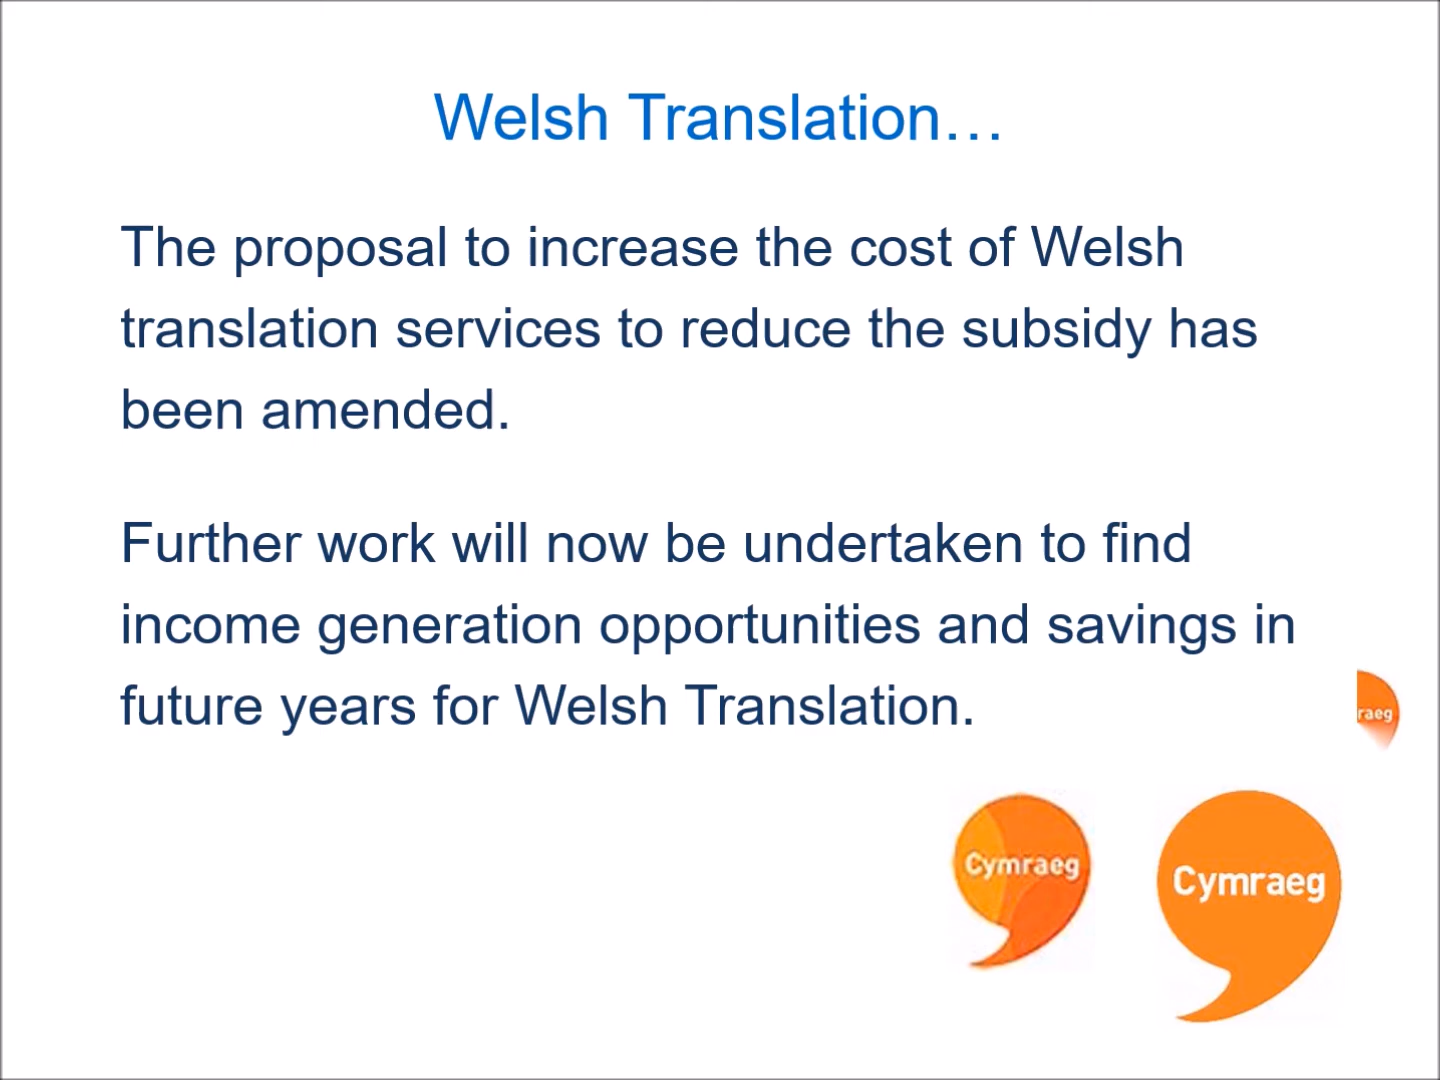 Welsh Translation…
The proposal to increase the cost of Welsh
translation services to reduce the subsidy has
been amended.
Further work will now be undertaken to find
income generation opportunities and savings in
future years for Welsh Translation.
raeg
Cymraeg
Cymraeg